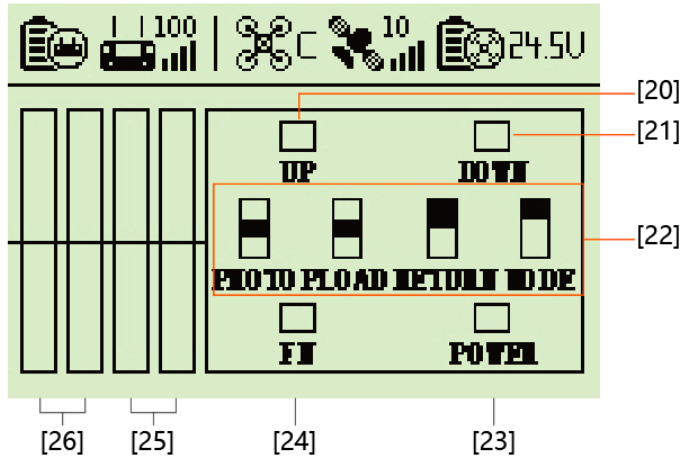 100 C 10 24.5V
[20]
[21]
UP DOWN
[22]
PHOTO PLOAD RETURN MODE
FN POWER
[26] [25] [24] [23]